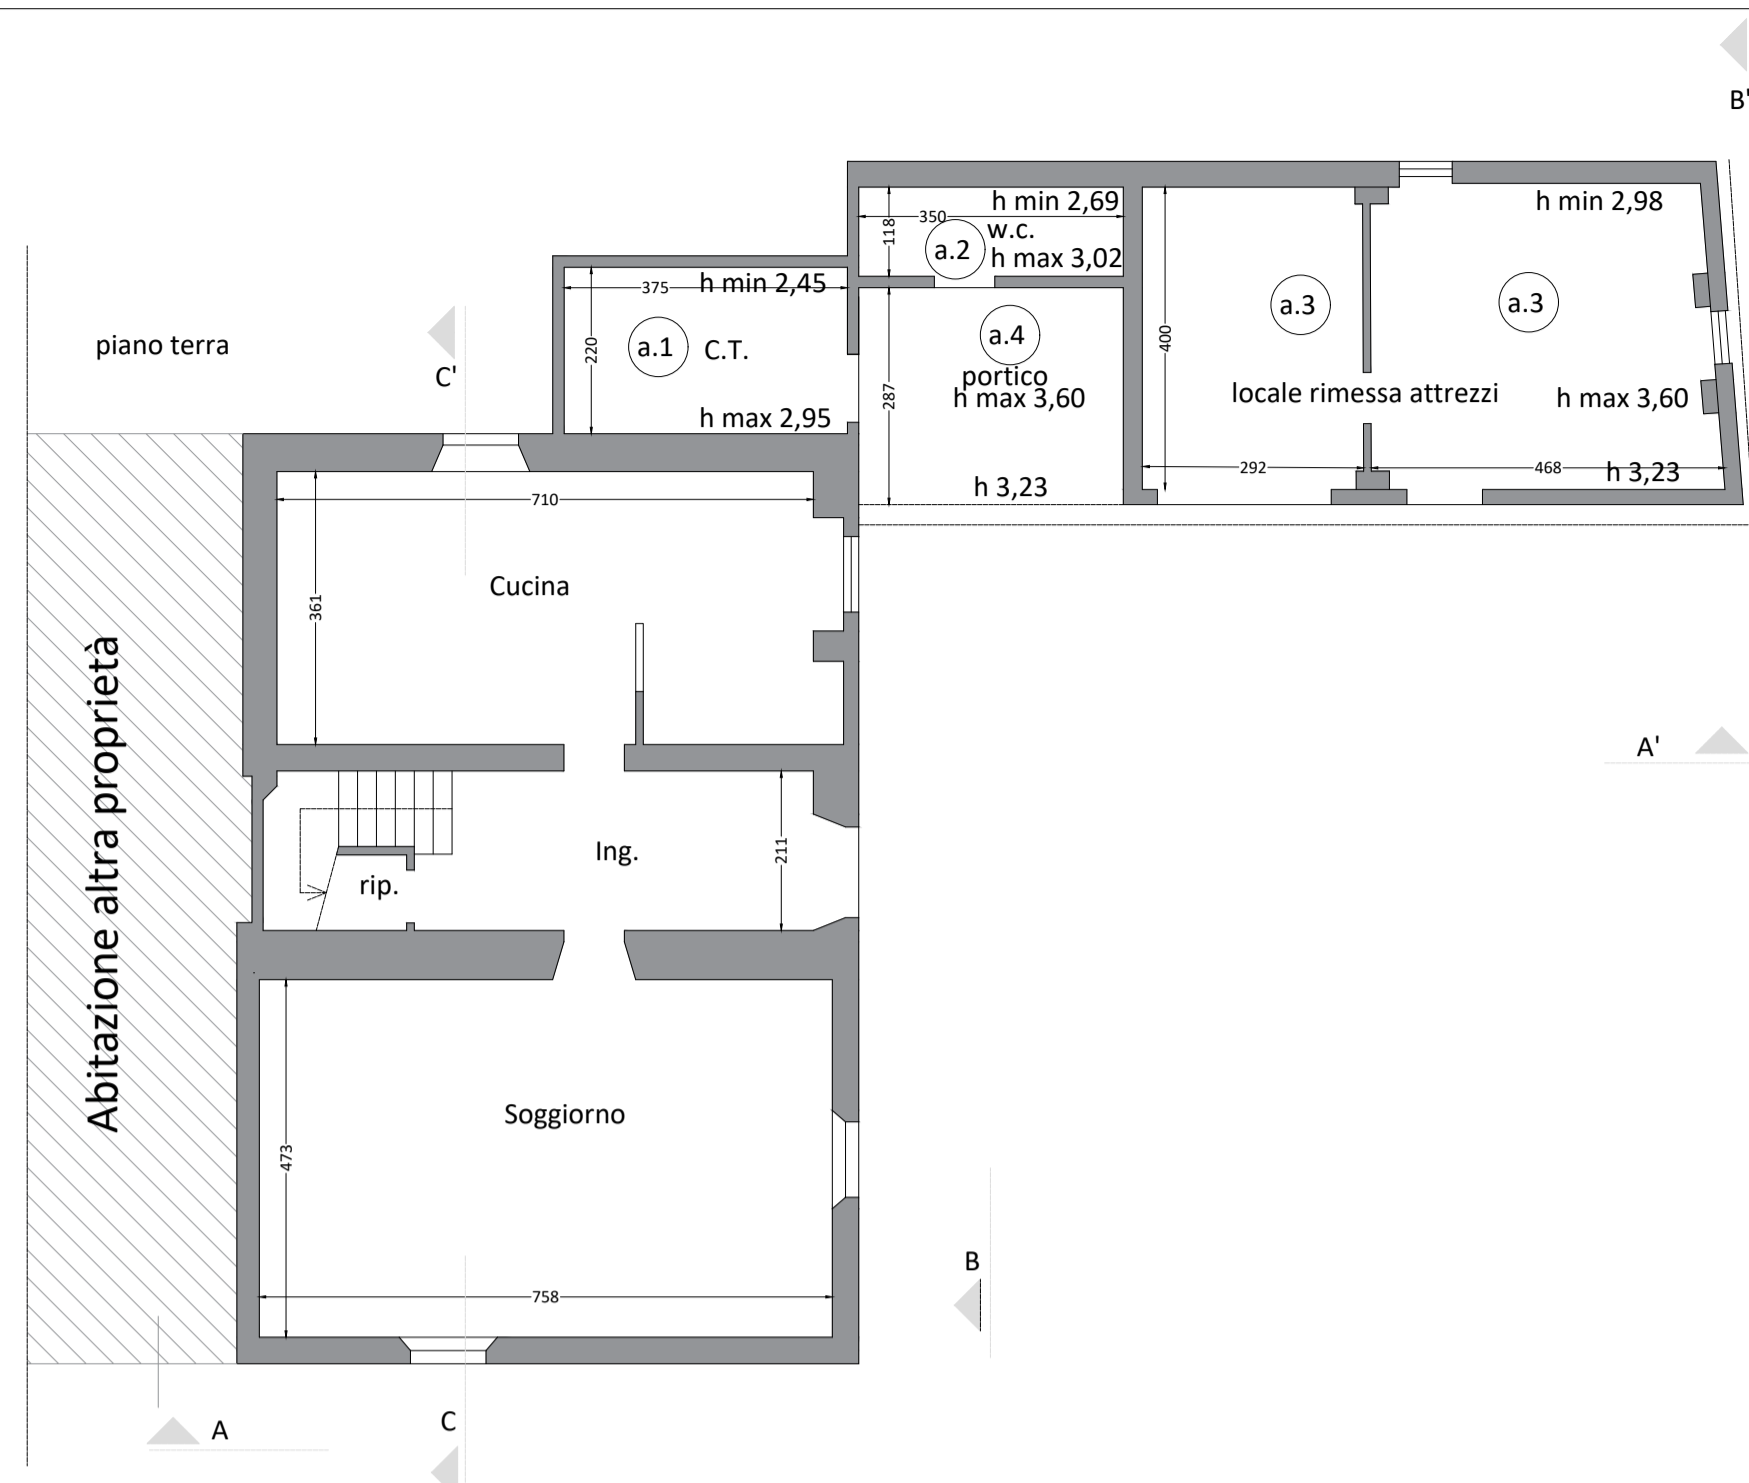 B'
h min 2,69
350
w.c.
118
a.2
h max 3,02
h min 2,98
375
h min 2,45
a.1
C.T.
220
h max 2,95
a.4
portico
h max 3,60
287
h 3,23
a.3
a.3
400
locale rimessa attrezzi
h max 3,60
292
468
h 3,23
piano terra
C'
710
Cucina
361
Abitazione altra proprietà
A'
Ing.
211
rip.
Soggiorno
473
758
B
A
C